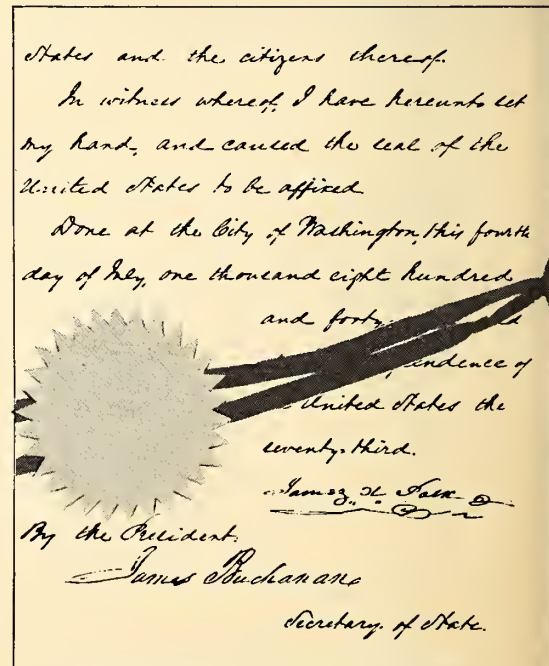 States and the citizens thereof.
In witness whereof, I have hereunto set
my hand, and caused the seal of the
United States to be affixed
Done at the City of Washington, this fourth
day of July, one thousand eight hundred
and forty
of
United States the
seventy-third.
James K. Polk
By the President:
James Buchanan
Secretary of State.